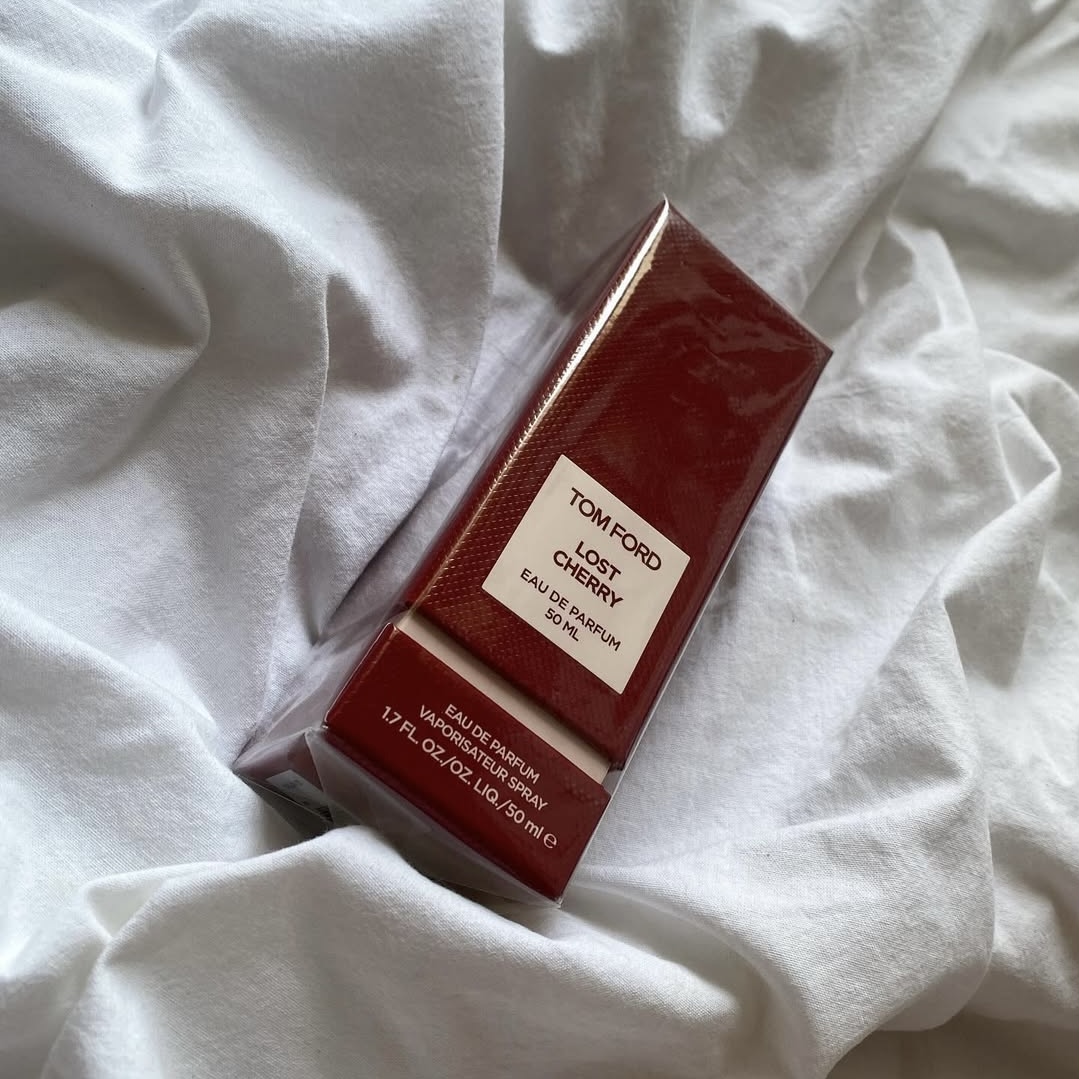 TOM FORD
LOST
CHERRY
EAU DE PARFUM
50 ML
EAU DE PARFUM
VAPORISATEUR SPRAY
1.7 FL. OZ./OZ. LIQ./50 ml ℮